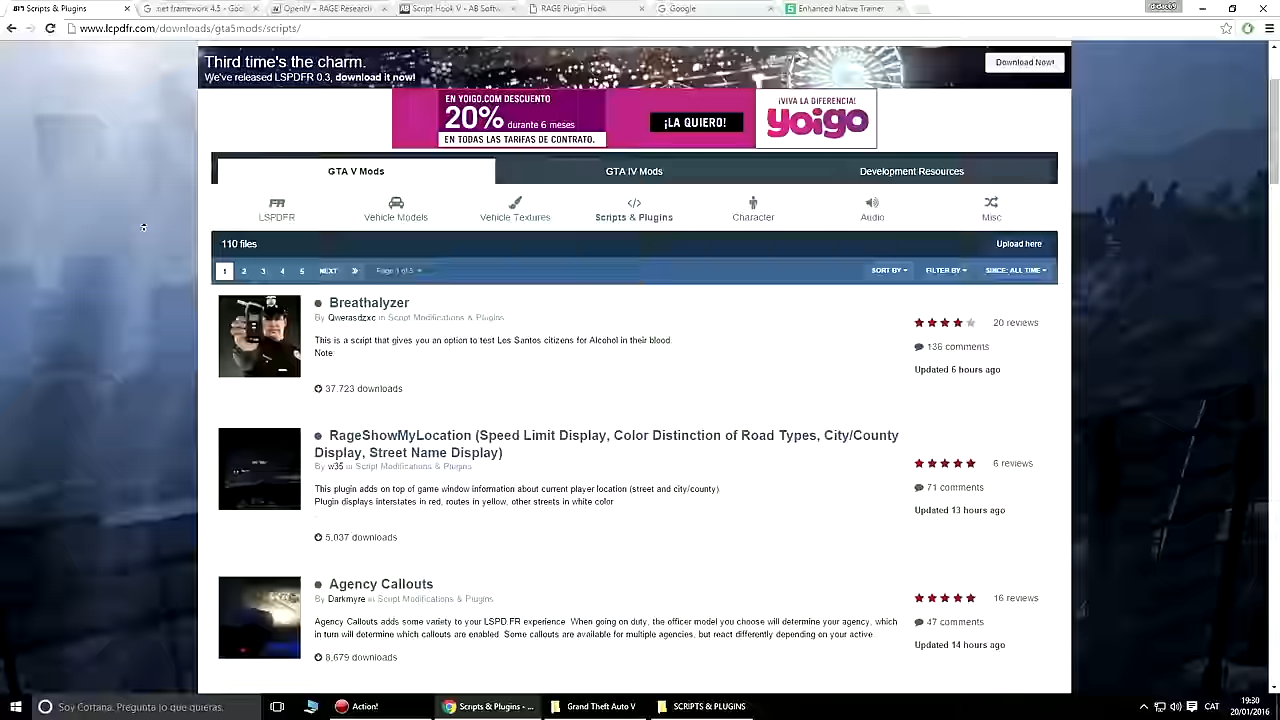 Scripts & Plugins
.net framework 4.5 - Goo
AB Script Hook V - AB Softw
RAGE Plugin Hook
Google
Enhanced Native Trainer
www.lcpdfr.com/downloads/gta5mods/scripts/
Third time's the charm.
We've released LSPDFR 0.3, download it now!
Download Now!
EN YOIGO.COM DESCUENTO
20% durante 6 meses
EN TODAS LAS TARIFAS DE CONTRATO.
¡LA QUIERO!
¡VIVA LA DIFERENCIA!
yoigo
GTA V Mods
GTA IV Mods
Development Resources
LSPDFR
Vehicle Models
Vehicle Textures
Scripts & Plugins
Character
Audio
Misc
110 files
Upload here
1 2 3 4 5 NEXT » Page 1 of 5
SORT BY
FILTER BY
SINCE: ALL TIME
Breathalyzer
By Qwerasdzxc in Script Modifications & Plugins
20 reviews
This is a script that gives you an option to test Los Santos citizens for Alcohol in their blood.
136 comments
Note
Updated 6 hours ago
37,723 downloads
RageShowMyLocation (Speed Limit Display, Color Distinction of Road Types, City/County
Display, Street Name Display)
By w35 in Script Modifications & Plugins
6 reviews
This plugin adds on top of game window information about current player location (street and city/county)
71 comments
Plugin displays interstates in red, routes in yellow, other streets in white color
Updated 13 hours ago
5,037 downloads
Agency Callouts
By Darkmyre in Script Modifications & Plugins
16 reviews
Agency Callouts adds some variety to your LSPD:FR experience. When going on duty, the officer model you choose will determine your agency, which
47 comments
in turn will determine which callouts are enabled. Some callouts are available for multiple agencies, but react differently depending on your active
Updated 14 hours ago
8,679 downloads
Soy Cortana. Pregunta lo que quieras.
Action!
Scripts & Plugins - ...
Grand Theft Auto V
SCRIPTS & PLUGINS
CAT
19:30
20/01/2016